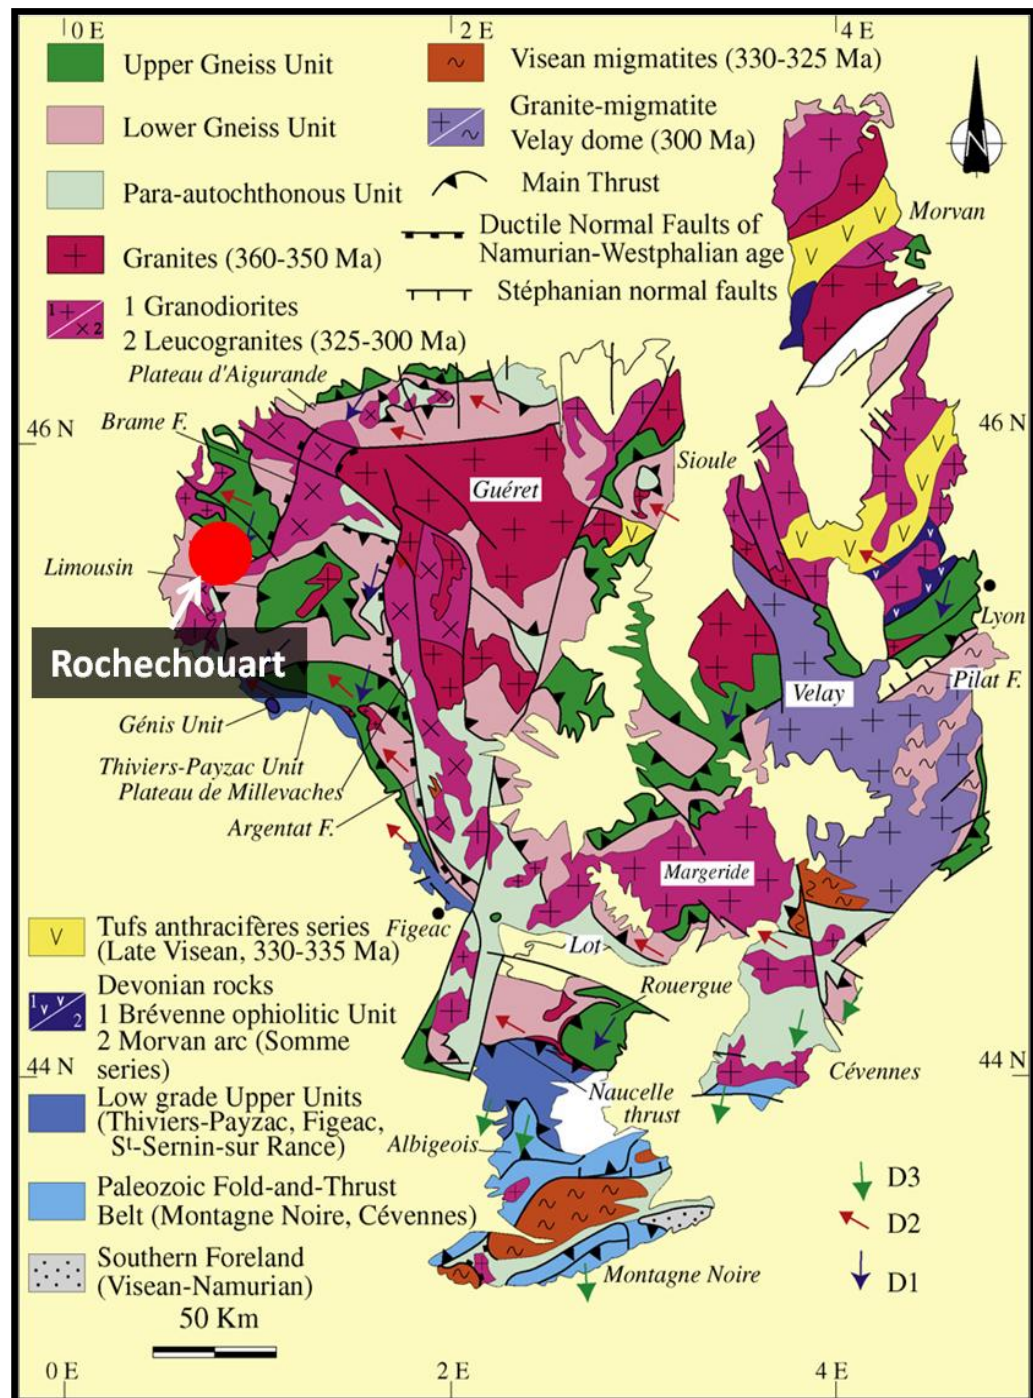 0 E 2 E 4 E
Upper Gneiss Unit
Lower Gneiss Unit
Para-autochthonous Unit
Granites (360-350 Ma)
1 2
1 Granodiorites
2 Leucogranites (325-300 Ma)
Visean migmatites (330-325 Ma)
Granite-migmatite
Velay dome (300 Ma)
Main Thrust
Ductile Normal Faults of
Namurian-Westphalian age
Stéphanian normal faults
N
Morvan
Plateau d'Aigurande
Brame F.
46 N
46 N
Sioule
Guéret
Limousin
Rochechouart
Lyon
Pilat F.
Velay
Génis Unit
Thiviers-Payzac Unit
Plateau de Millevaches
Argentat F.
Margeride
Figeac
Lot
Rouergue
Tufs anthracifères series
(Late Visean, 330-335 Ma)
1 2
Devonian rocks
1 Brévenne ophiolitic Unit
2 Morvan arc (Somme
series)
44 N
44 N
Cévennes
Naucelle
thrust
Low grade Upper Units
(Thiviers-Payzac, Figeac,
St-Sernin-sur Rance)
Albigeois
Paleozoic Fold-and-Thrust
Belt (Montagne Noire, Cévennes)
Southern Foreland
(Visean-Namurian)
Montagne Noire
D3
D2
D1
50 Km
0 E 2 E 4 E